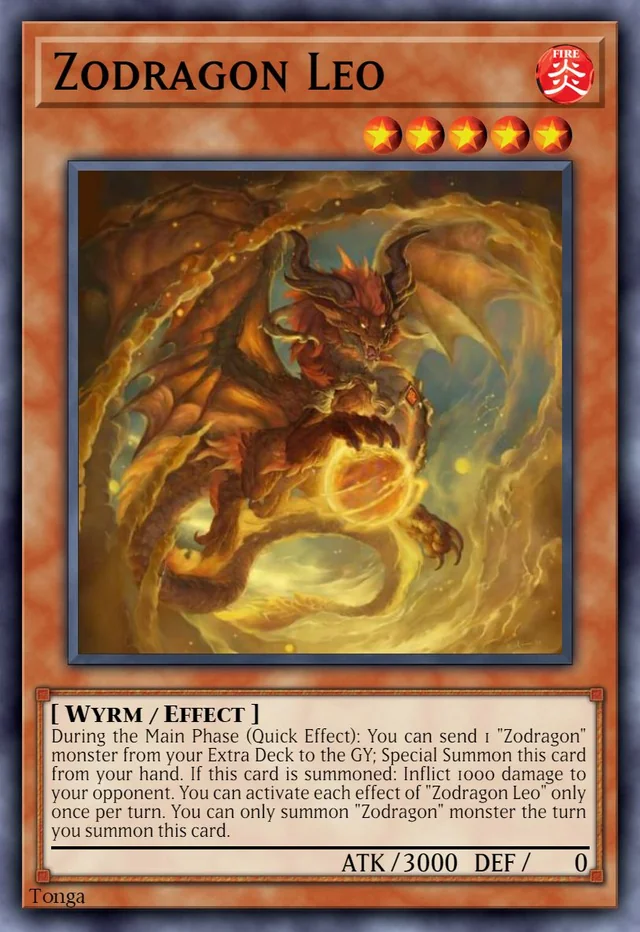 Zodragon Leo
FIRE
炎
[ Wyrm / Effect ]
During the Main Phase (Quick Effect): You can send 1 "Zodragon"
monster from your Extra Deck to the GY; Special Summon this card
from your hand. If this card is summoned: Inflict 1000 damage to
your opponent. You can activate each effect of "Zodragon Leo" only
once per turn. You can only summon "Zodragon" monster the turn
you summon this card.
ATK / 3000 DEF / 0
Tonga